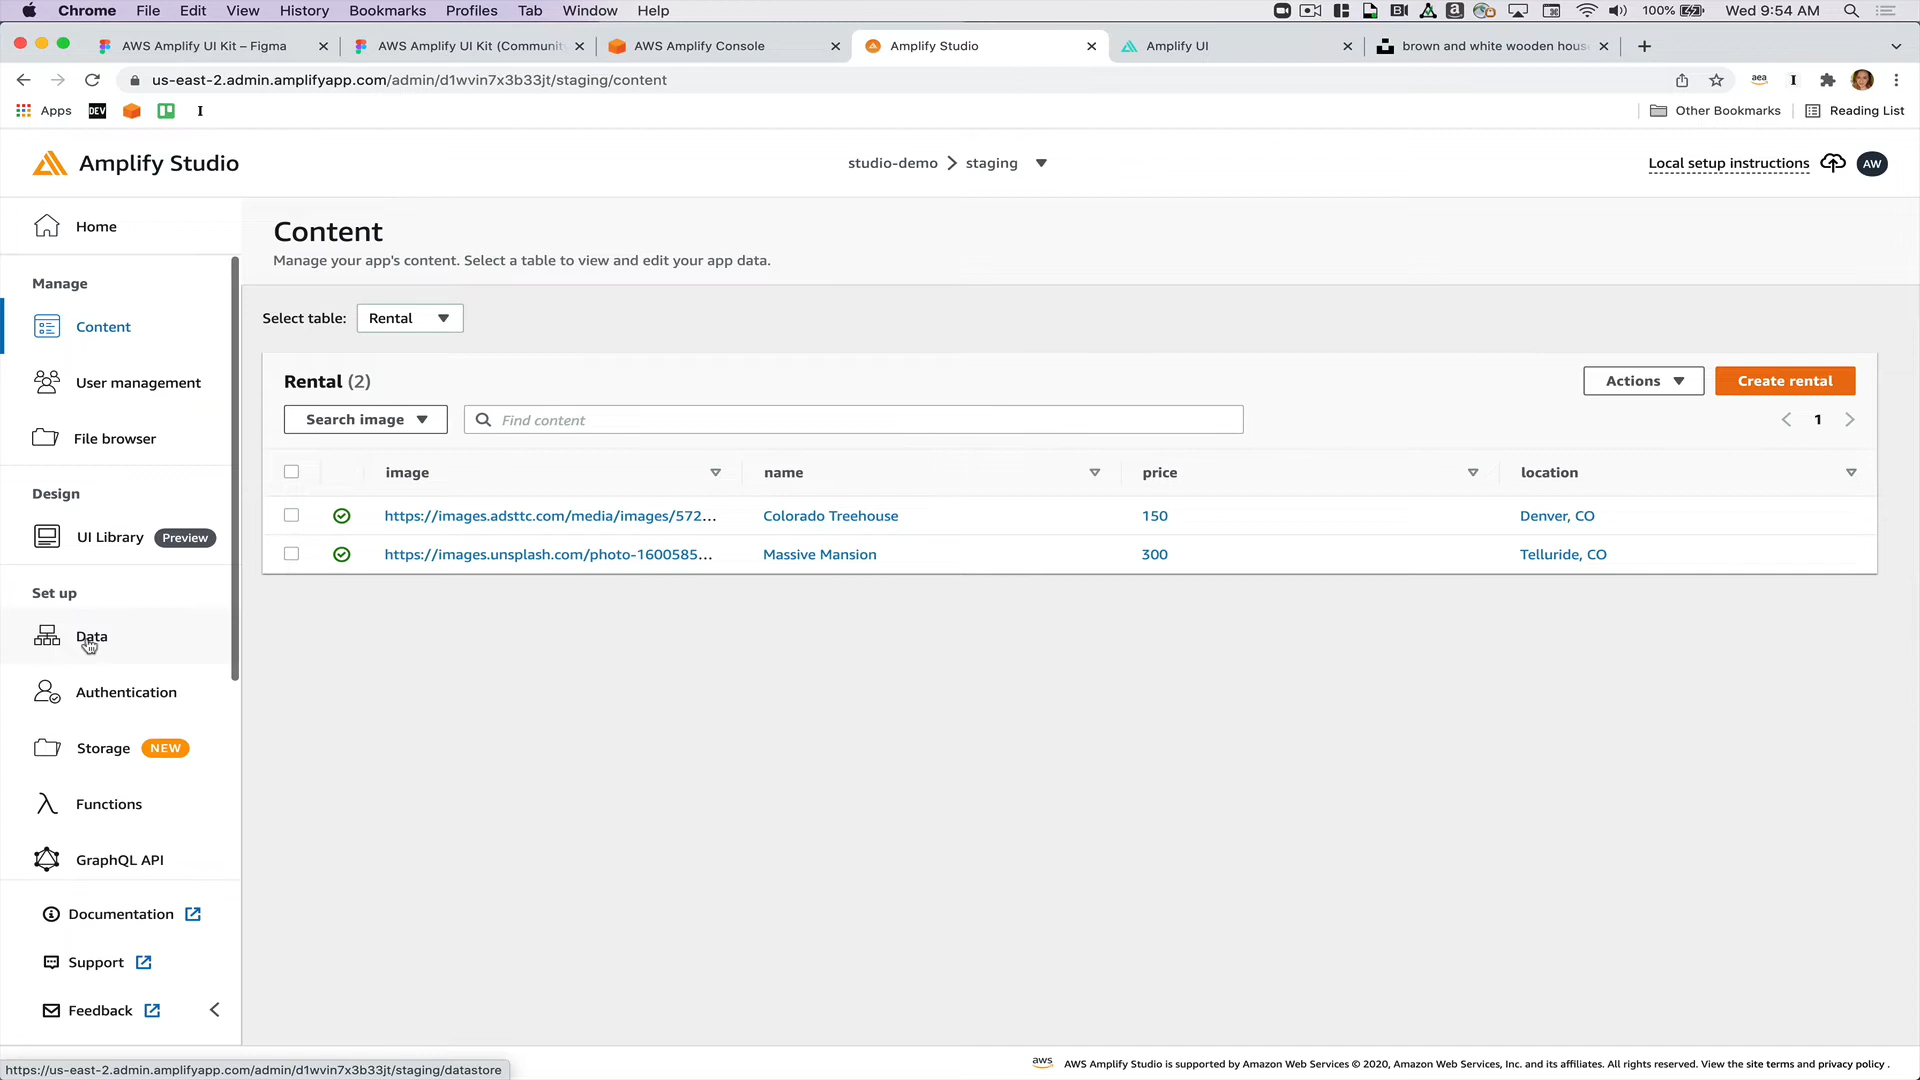 Chrome File Edit View History Bookmarks Profiles Tab Window Help 100% Wed 9:54 AM
AWS Amplify UI Kit – Figma
AWS Amplify UI Kit (Communit
AWS Amplify Console
Amplify Studio
Amplify UI
brown and white wooden hous
us-east-2.admin.amplifyapp.com/admin/d1wvin7x3b33jt/staging/content
aea
I
Apps
DEV
I
Other Bookmarks
Reading List
Amplify Studio
studio-demo > staging
Local setup instructions
AW
Home
Manage
Content
User management
File browser
Design
UI Library Preview
Set up
Data
Authentication
Storage NEW
Functions
GraphQL API
Documentation
Support
Feedback
Content
Manage your app's content. Select a table to view and edit your app data.
Select table: Rental
Rental (2)
Actions
Create rental
Search image
Find content
1
image name price location
https://images.adsttc.com/media/images/572... Colorado Treehouse 150 Denver, CO
https://images.unsplash.com/photo-1600585... Massive Mansion 300 Telluride, CO
https://us-east-2.admin.amplifyapp.com/admin/d1wvin7x3b33jt/staging/datastore
aws AWS Amplify Studio is supported by Amazon Web Services © 2020, Amazon Web Services, Inc. and its affiliates. All rights reserved. View the site terms and privacy policy .